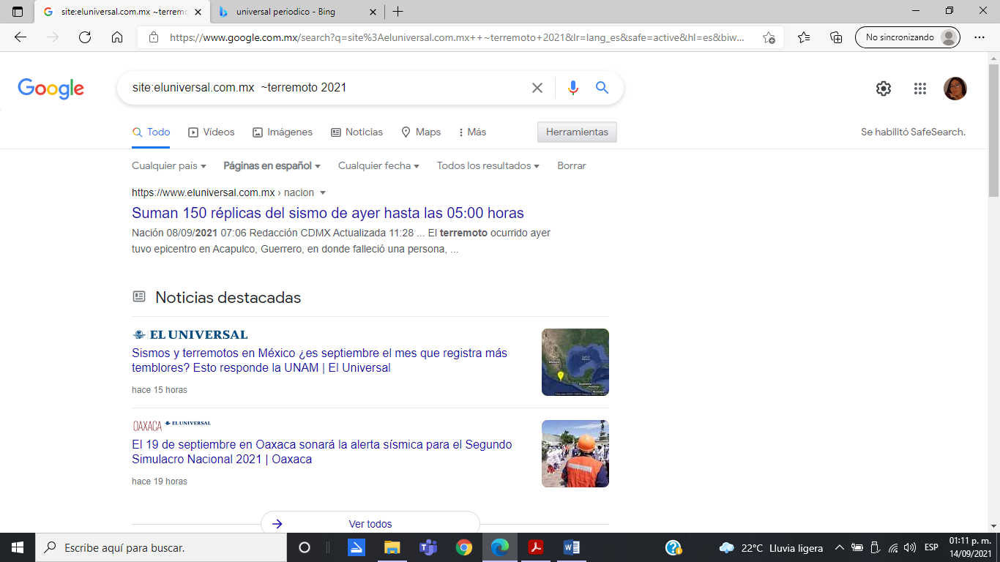 site:eluniversal.com.mx ~terremo
universal periodico - Bing
https://www.google.com.mx/search?q=site%3Aeluniversal.com.mx++~terremoto+2021&lr=lang_es&safe=active&hl=es&biw...
No sincronizando
Google
site:eluniversal.com.mx  ~terremoto 2021
Todo
Vídeos
Imágenes
Noticias
Maps
Más
Herramientas
Se habilitó SafeSearch.
Cualquier país
Páginas en español
Cualquier fecha
Todos los resultados
Borrar
https://www.eluniversal.com.mx › nacion
Suman 150 réplicas del sismo de ayer hasta las 05:00 horas
Nación 08/09/2021 07:06 Redacción CDMX Actualizada 11:28 ... El terremoto ocurrido ayer
tuvo epicentro en Acapulco, Guerrero, en donde falleció una persona, ...
Noticias destacadas
EL UNIVERSAL
Sismos y terremotos en México ¿es septiembre el mes que registra más
temblores? Esto responde la UNAM | El Universal
hace 15 horas
OAXACA EL UNIVERSAL
El 19 de septiembre en Oaxaca sonará la alerta sísmica para el Segundo
Simulacro Nacional 2021 | Oaxaca
hace 19 horas
Ver todos
Escribe aquí para buscar.
22°C Lluvia ligera
ESP
01:11 p. m.
14/09/2021